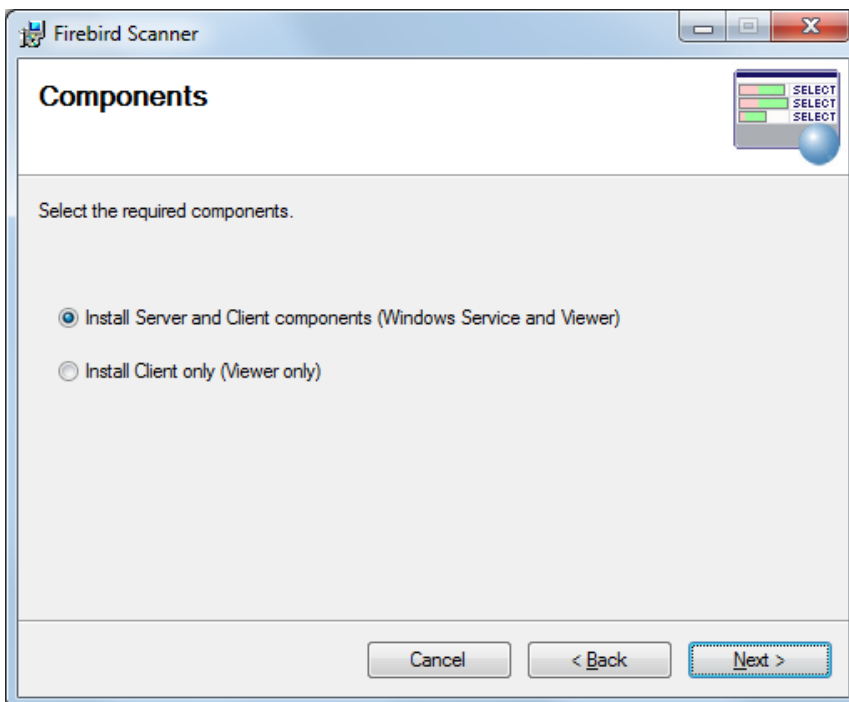 Firebird Scanner
Components
SELECT
SELECT
SELECT
Select the required components.
Install Server and Client components (Windows Service and Viewer)
Install Client only (Viewer only)
Cancel
< Back
Next >